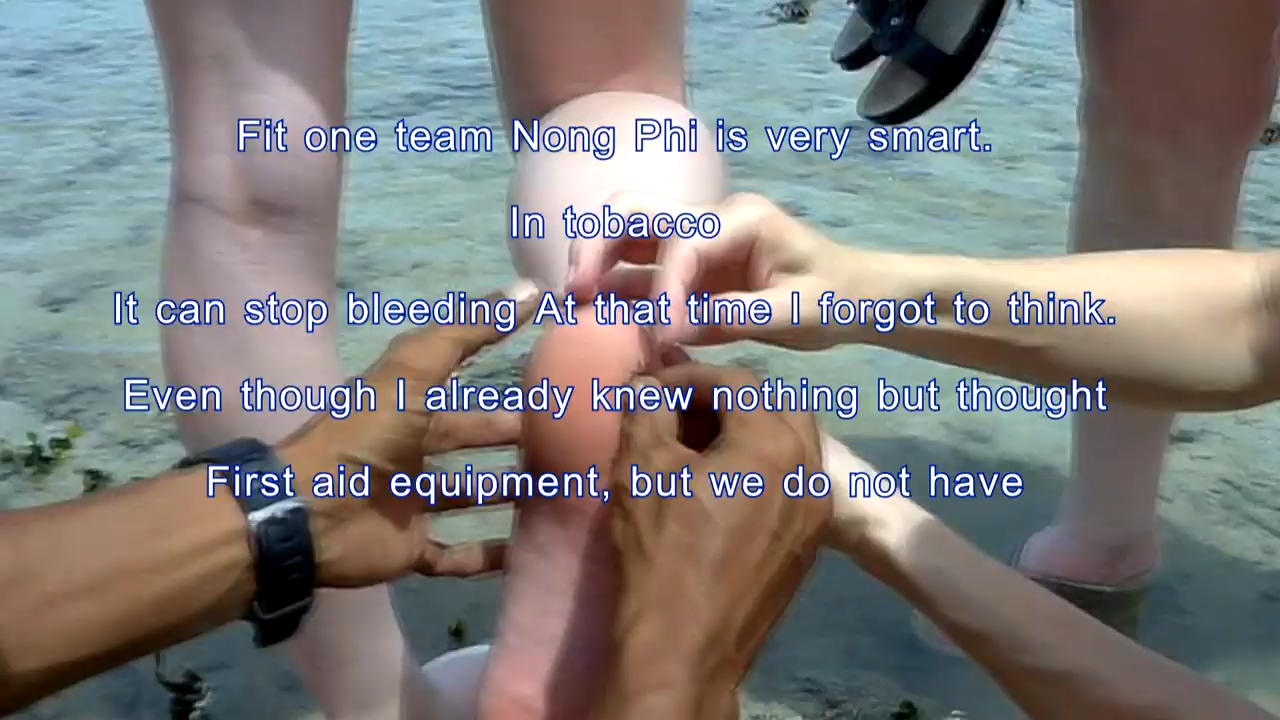 Fit one team Nong Phi is very smart.
In tobacco
It can stop bleeding At that time I forgot to think.
Even though I already knew nothing but thought
First aid equipment, but we do not have